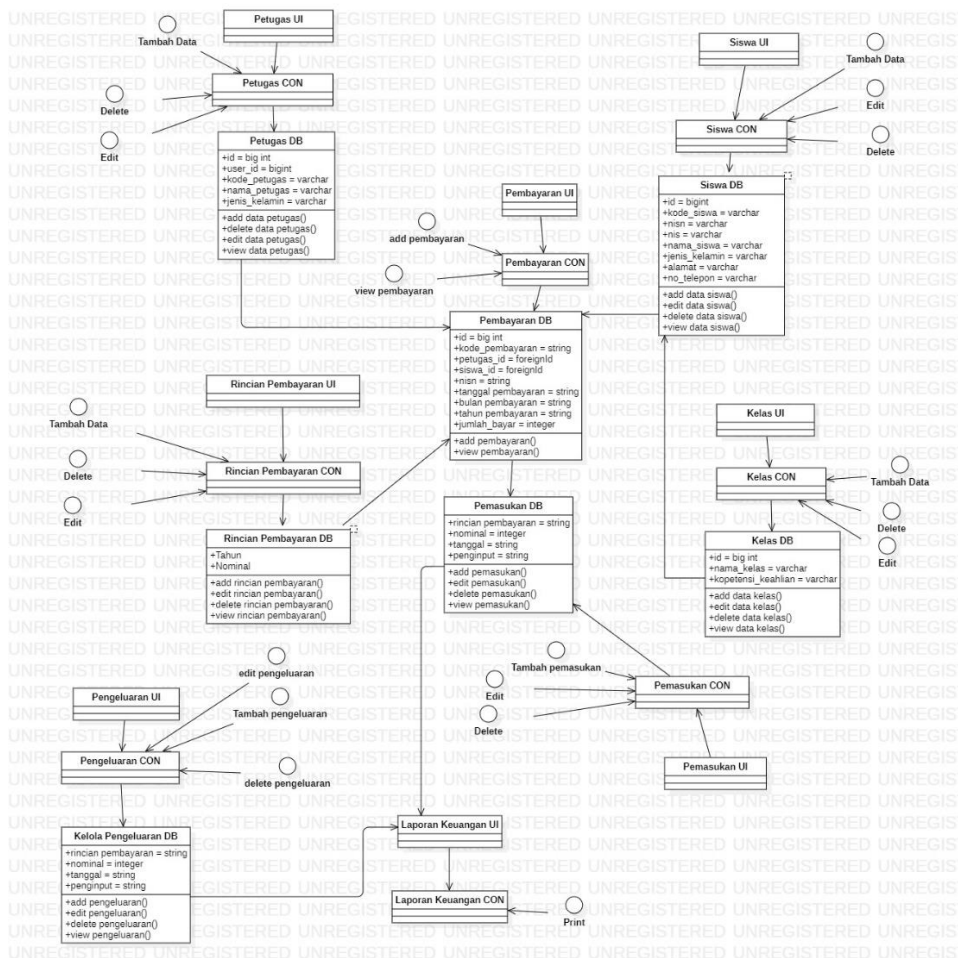 Petugas UI
Tambah Data
Petugas CON
Delete
Edit
Petugas DB
+id = big int
+user_id = bigint
+kode_petugas = varchar
+nama_petugas = varchar
+jenis_kelamin = varchar
+add data petugas()
+delete data petugas()
+edit data petugas()
+view data petugas()
Siswa UI
Tambah Data
Edit
Siswa CON
Delete
Siswa DB
+id = bigint
+kode_siswa = varchar
+nisn = varchar
+nis = varchar
+nama_siswa = varchar
+jenis_kelamin = varchar
+alamat = varchar
+no_telepon = varchar
+add data siswa()
+edit data siswa()
+delete data siswa()
+view data siswa()
Pembayaran UI
add pembayaran
Pembayaran CON
view pembayaran
Pembayaran DB
+id = big int
+kode_pembayaran = string
+petugas_id = foreignId
+siswa_id = foreignId
+nisn = string
+tanggal pembayaran = string
+bulan pembayaran = string
+tahun pembayaran = string
+jumlah_bayar = integer
+add pembayaran()
+view pembayaran()
Rincian Pembayaran UI
Tambah Data
Rincian Pembayaran CON
Delete
Edit
Rincian Pembayaran DB
+Tahun
+Nominal
+add rincian pembayaran()
+edit rincian pembayaran()
+delete rincian pembayaran()
+view rincian pembayaran()
Kelas UI
Kelas CON
Tambah Data
Delete
Edit
Kelas DB
+id = big int
+nama_kelas = varchar
+kopetensi_keahlian = varchar
+add data kelas()
+edit data kelas()
+delete data kelas()
+view data kelas()
Pemasukan DB
+rincian pembayaran = string
+nominal = integer
+tanggal = string
+penginput = string
+add pemasukan()
+edit pemasukan()
+delete pemasukan()
+view pemasukan()
Tambah pemasukan
Edit
Delete
Pemasukan CON
Pemasukan UI
edit pengeluaran
Pengeluaran UI
Tambah pengeluaran
Pengeluaran CON
delete pengeluaran
Kelola Pengeluaran DB
+rincian pembayaran = string
+nominal = integer
+tanggal = string
+penginput = string
+add pengeluaran()
+edit pengeluaran()
+delete pengeluaran()
+view pengeluaran()
Laporan Keuangan UI
Laporan Keuangan CON
Print